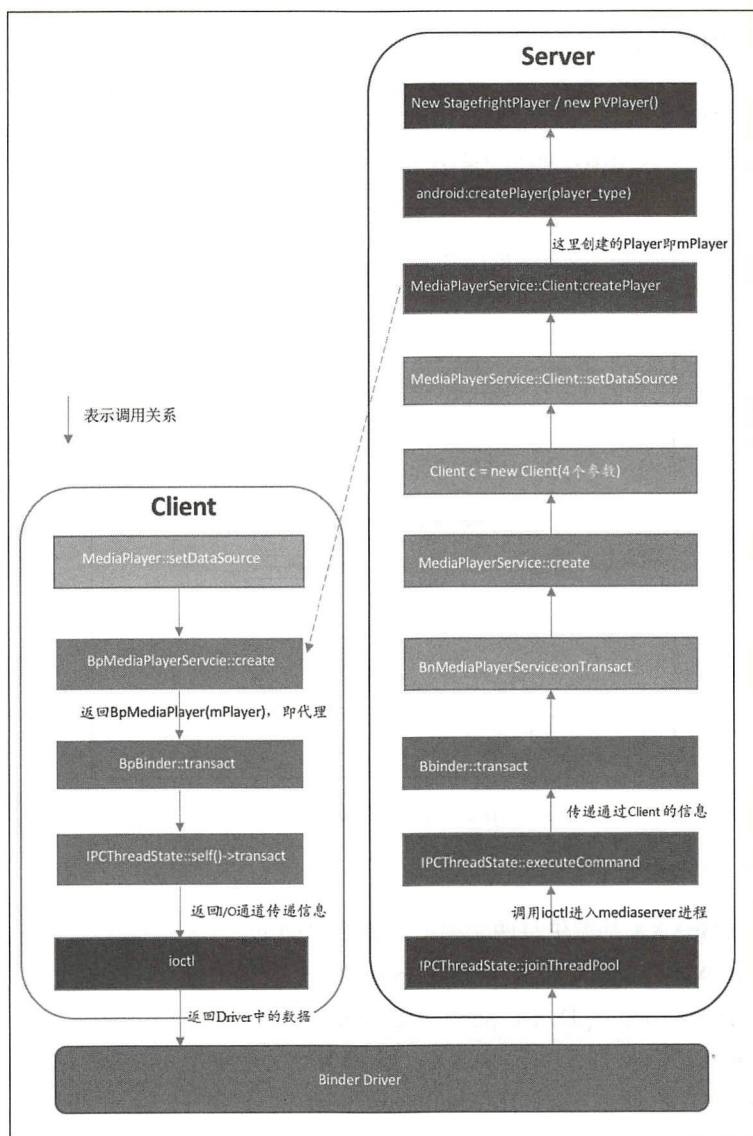 Server
New StagefrightPlayer / new PVPlayer()
android:createPlayer(player_type)
这里创建的Player即mPlayer
MediaPlayerService::Client:createPlayer
MediaPlayerService::Client::setDataSource
表示调用关系
Client c = new Client(4个参数)
Client
MediaPlayer::setDataSource
MediaPlayerService::create
BpMediaPlayerServcie::create
BnMediaPlayerService:onTransact
返回BpMediaPlayer(mPlayer)，即代理
BpBinder::transact
Bbinder::transact
传递通过Client的信息
IPCThreadState::self()->transact
IPCThreadState::executeCommand
返回I/O通道传递信息
调用ioctl进入mediaserver进程
ioctl
IPCThreadState::joinThreadPool
返回Driver中的数据
Binder Driver